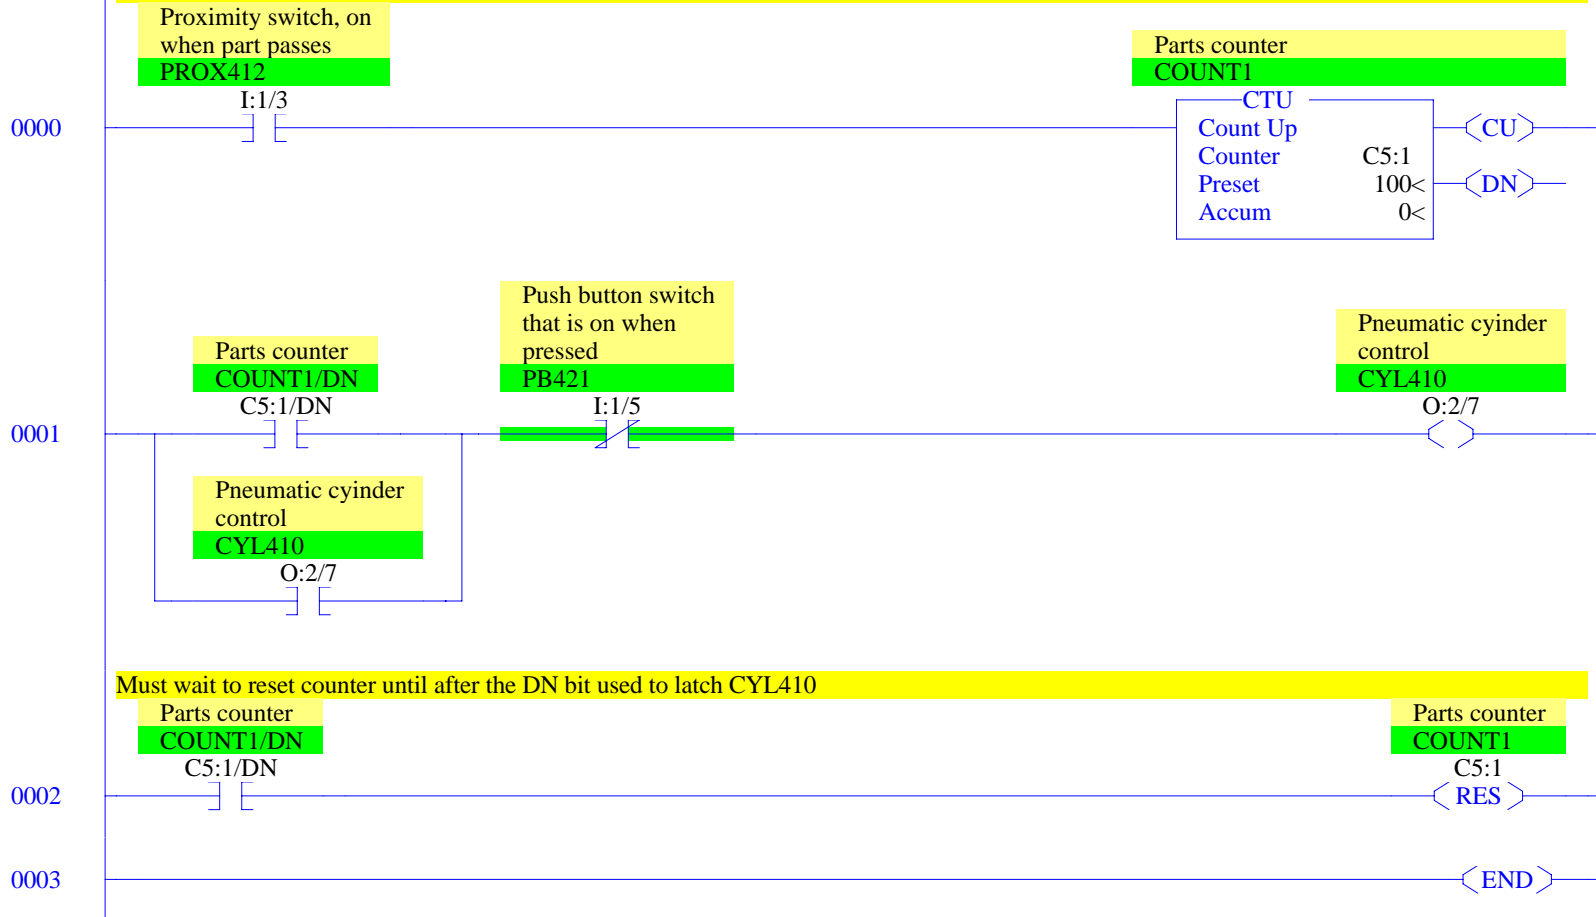 Proximity switch, on
when part passes
PROX412
I:1/3
Parts counter
COUNT1
CTU
0000
Count Up
Counter C5:1
Preset 100<
Accum 0<
CU
DN
Push button switch
that is on when
pressed
PB421
I:1/5
Parts counter
COUNT1/DN
C5:1/DN
Pneumatic cyinder
control
CYL410
O:2/7
0001
Pneumatic cyinder
control
CYL410
O:2/7
Must wait to reset counter until after the DN bit used to latch CYL410
Parts counter
COUNT1/DN
C5:1/DN
Parts counter
COUNT1
C5:1
0002
RES
0003
END